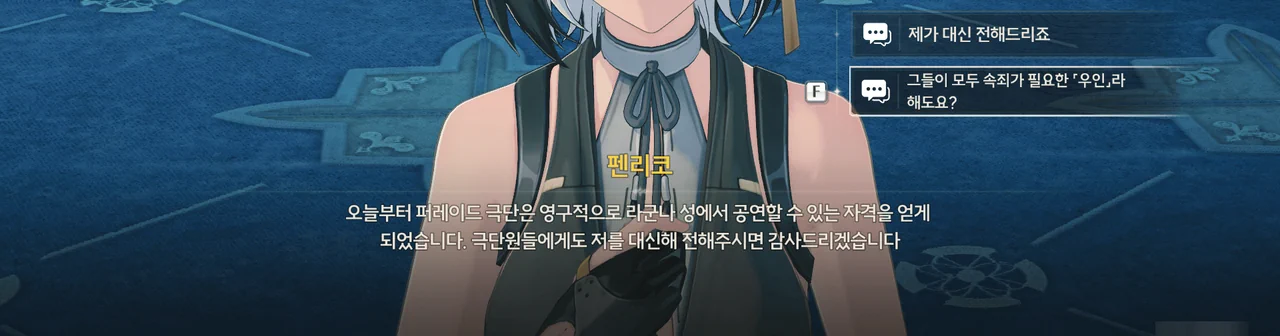 제가 대신 전해드리죠
그들이 모두 속죄가 필요한 「우인」라
해도요?
F
펜리코
오늘부터 퍼레이드 극단은 영구적으로 라군나 성에서 공연할 수 있는 자격을 얻게
되었습니다. 극단원들에게도 저를 대신해 전해주시면 감사드리겠습니다